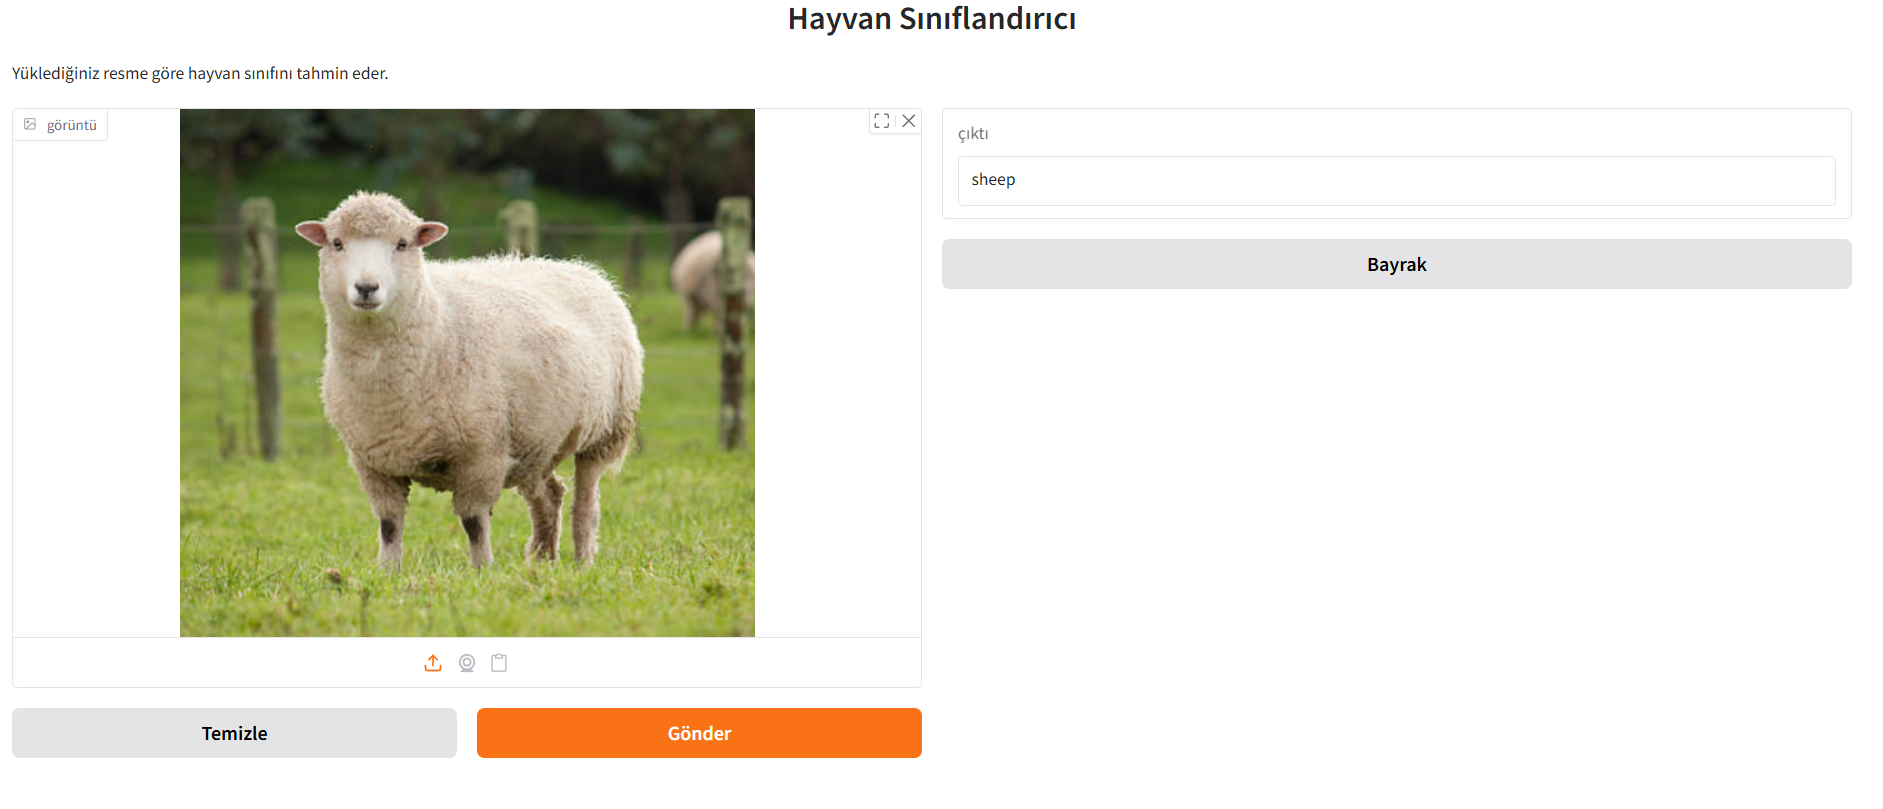 Hayvan Sınıflandırıcı
Yüklediğiniz resme göre hayvan sınıfını tahmin eder.
görüntü
çıktı
sheep
Bayrak
Temizle
Gönder